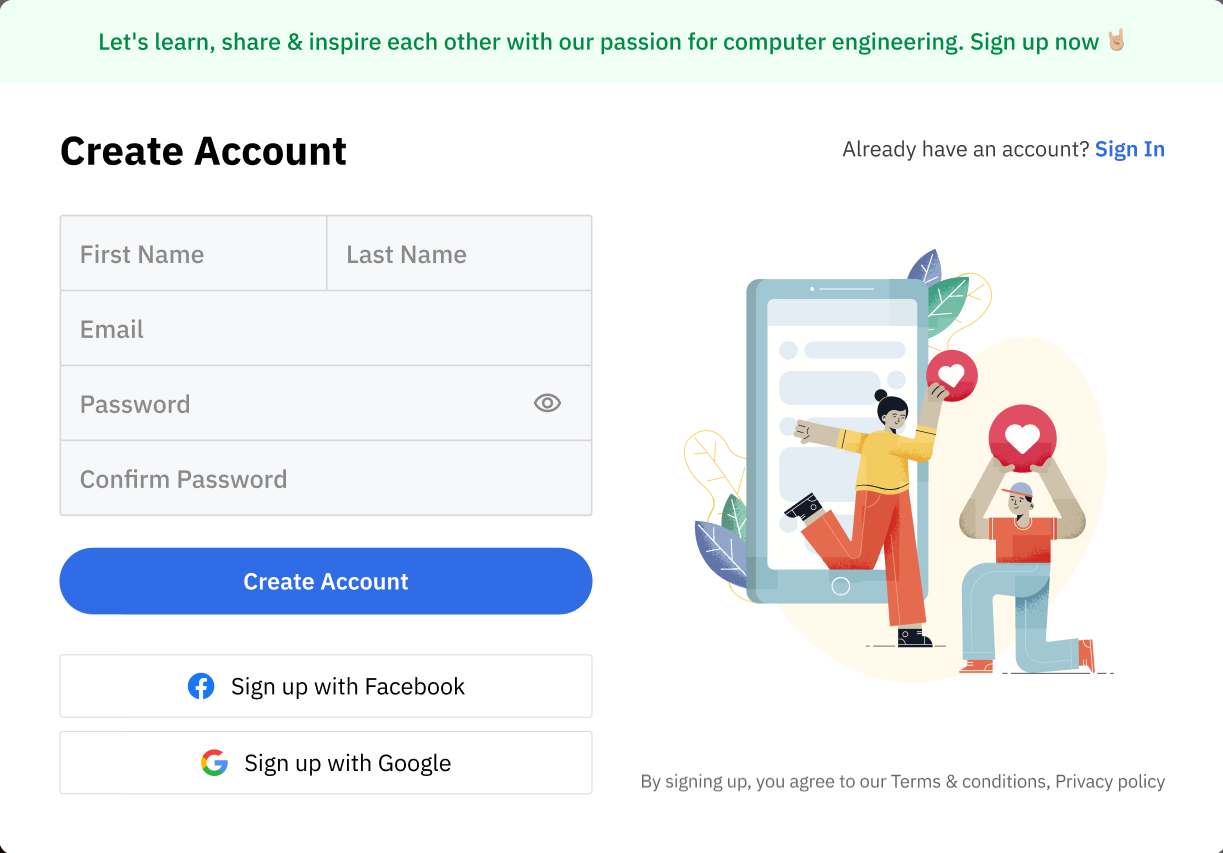 Let's learn, share & inspire each other with our passion for computer engineering. Sign up now 🤘🏼
Create Account
Already have an account? Sign In
First Name
Last Name
Email
Password
Confirm Password
Create Account
Sign up with Facebook
Sign up with Google
By signing up, you agree to our Terms & conditions, Privacy policy